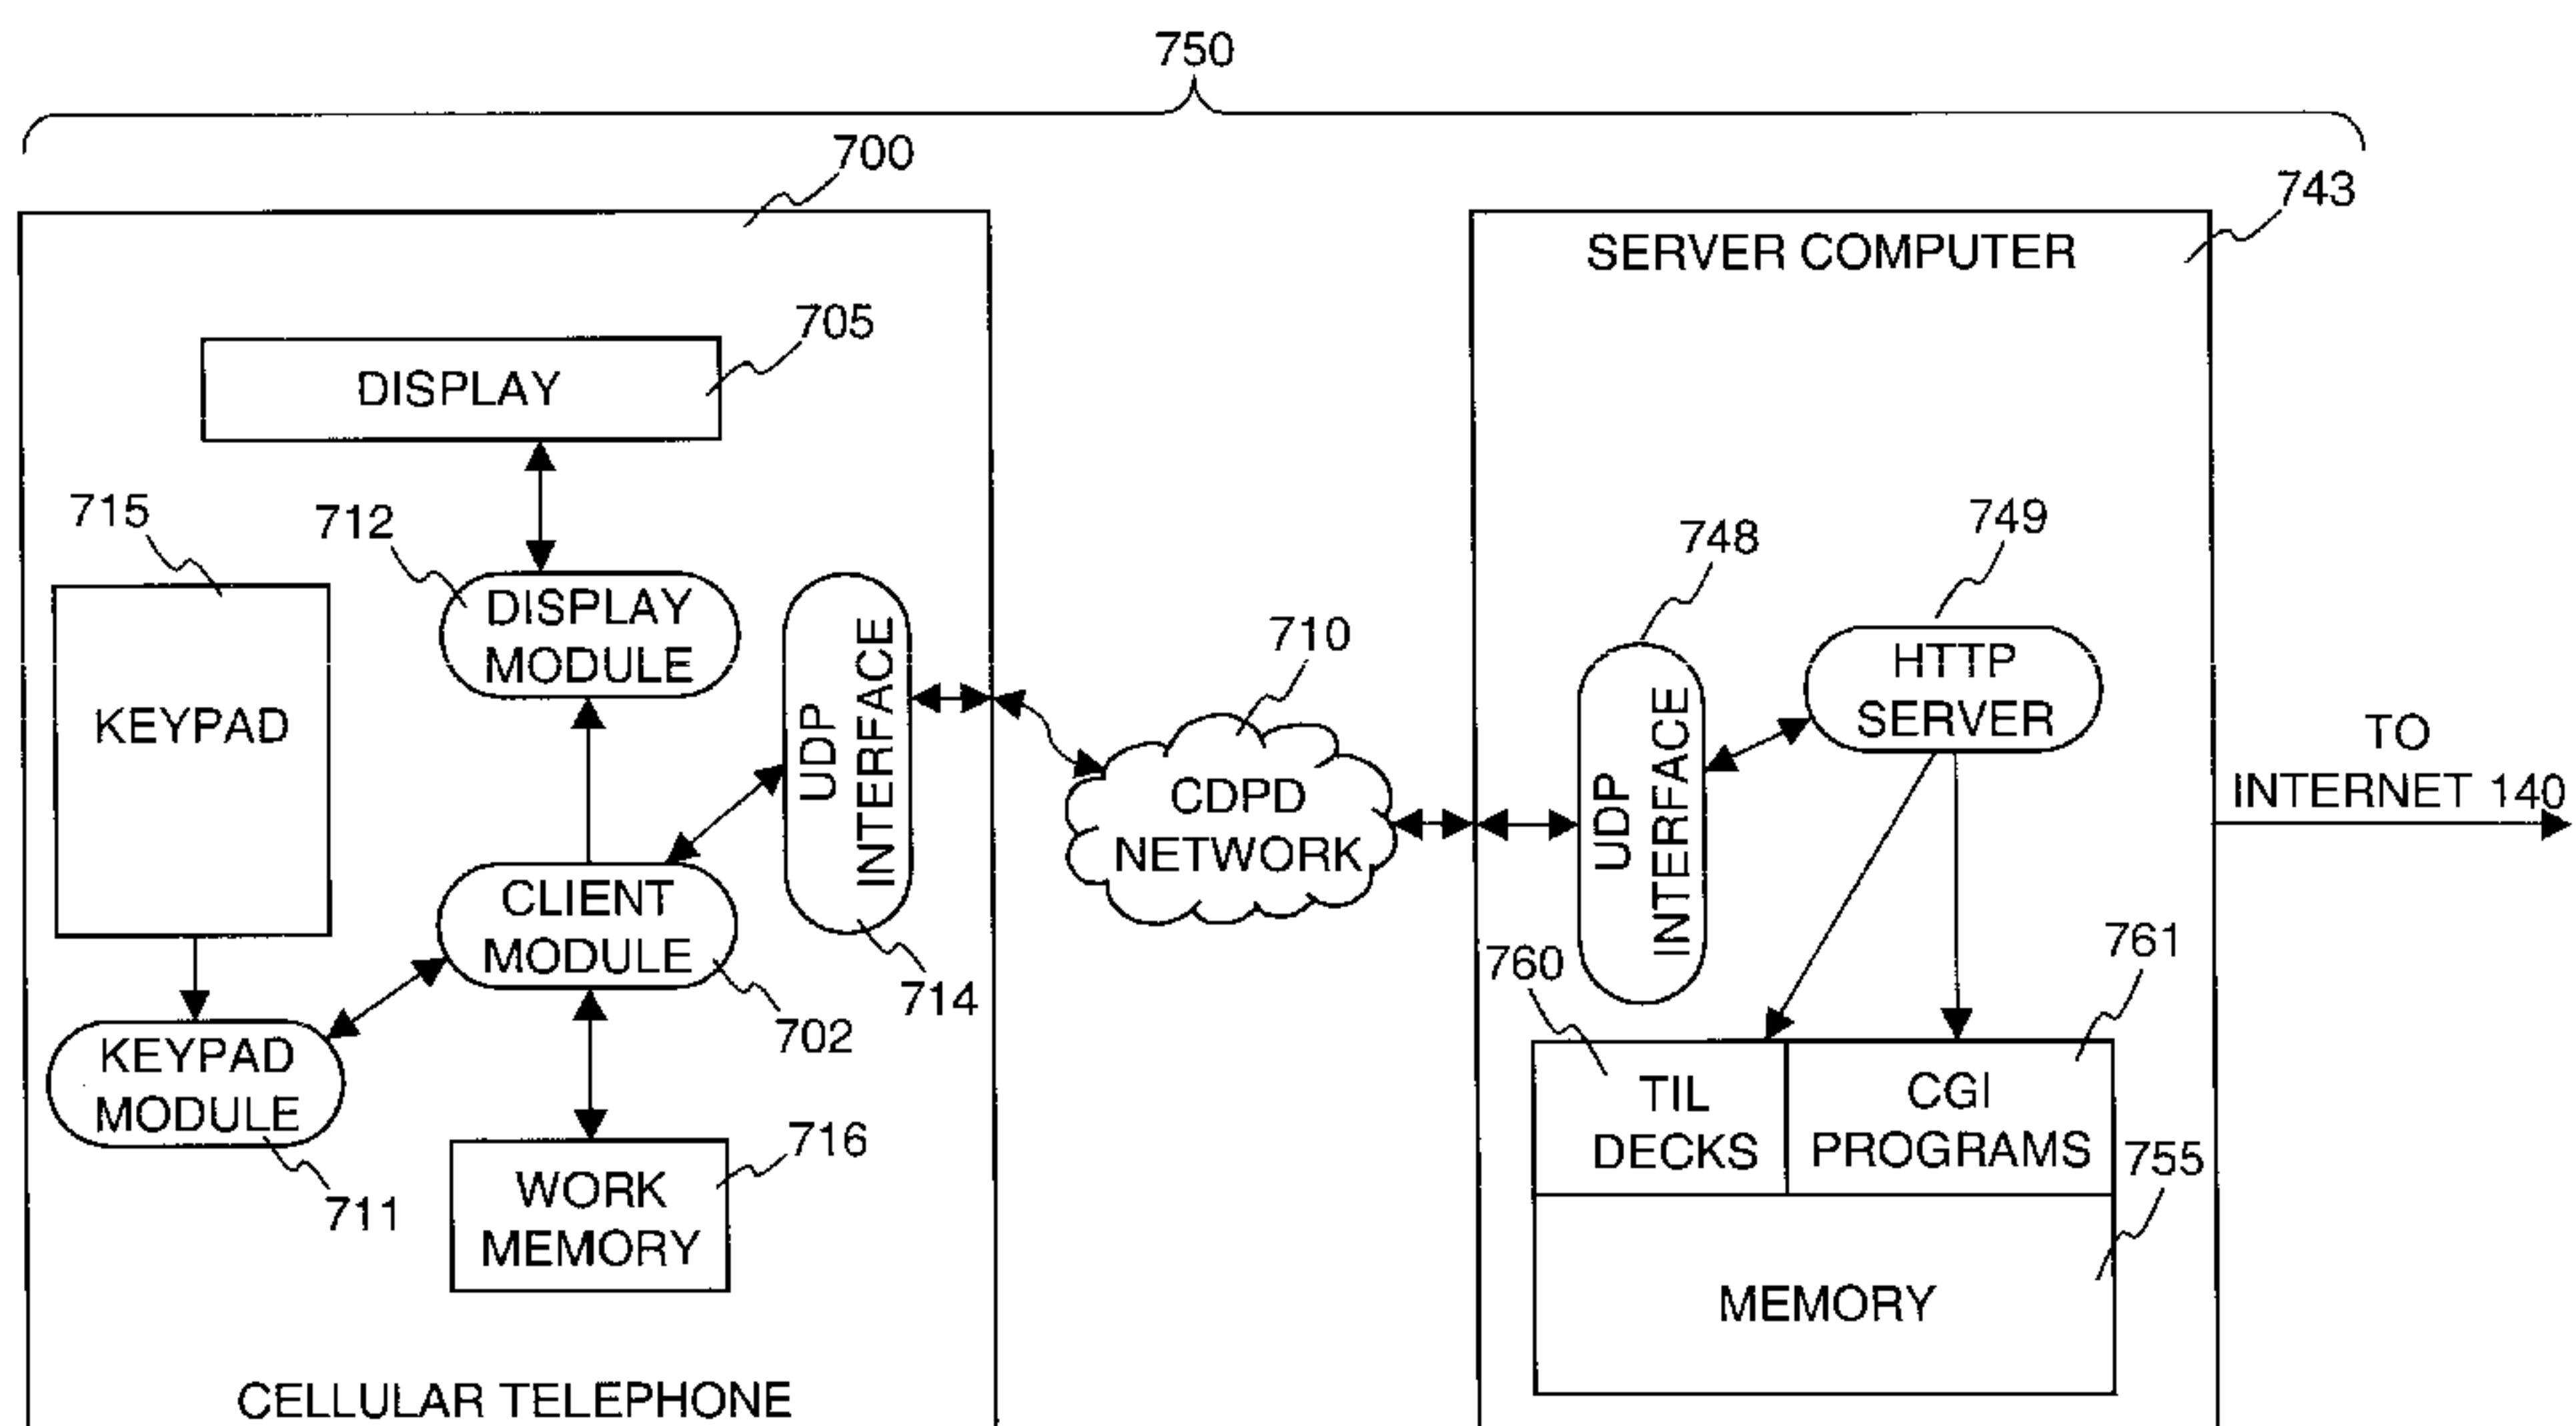 750
700
743
SERVER COMPUTER
705
DISPLAY
715
712
748
749
DISPLAY
MODULE
UDP
INTERFACE
710
HTTP
SERVER
KEYPAD
CDPD
NETWORK
UDP
INTERFACE
TO
INTERNET 140
CLIENT
MODULE
714
702
760
761
KEYPAD
MODULE
711
WORK
MEMORY
716
TIL
DECKS
CGI
PROGRAMS
755
MEMORY
CELLULAR TELEPHONE